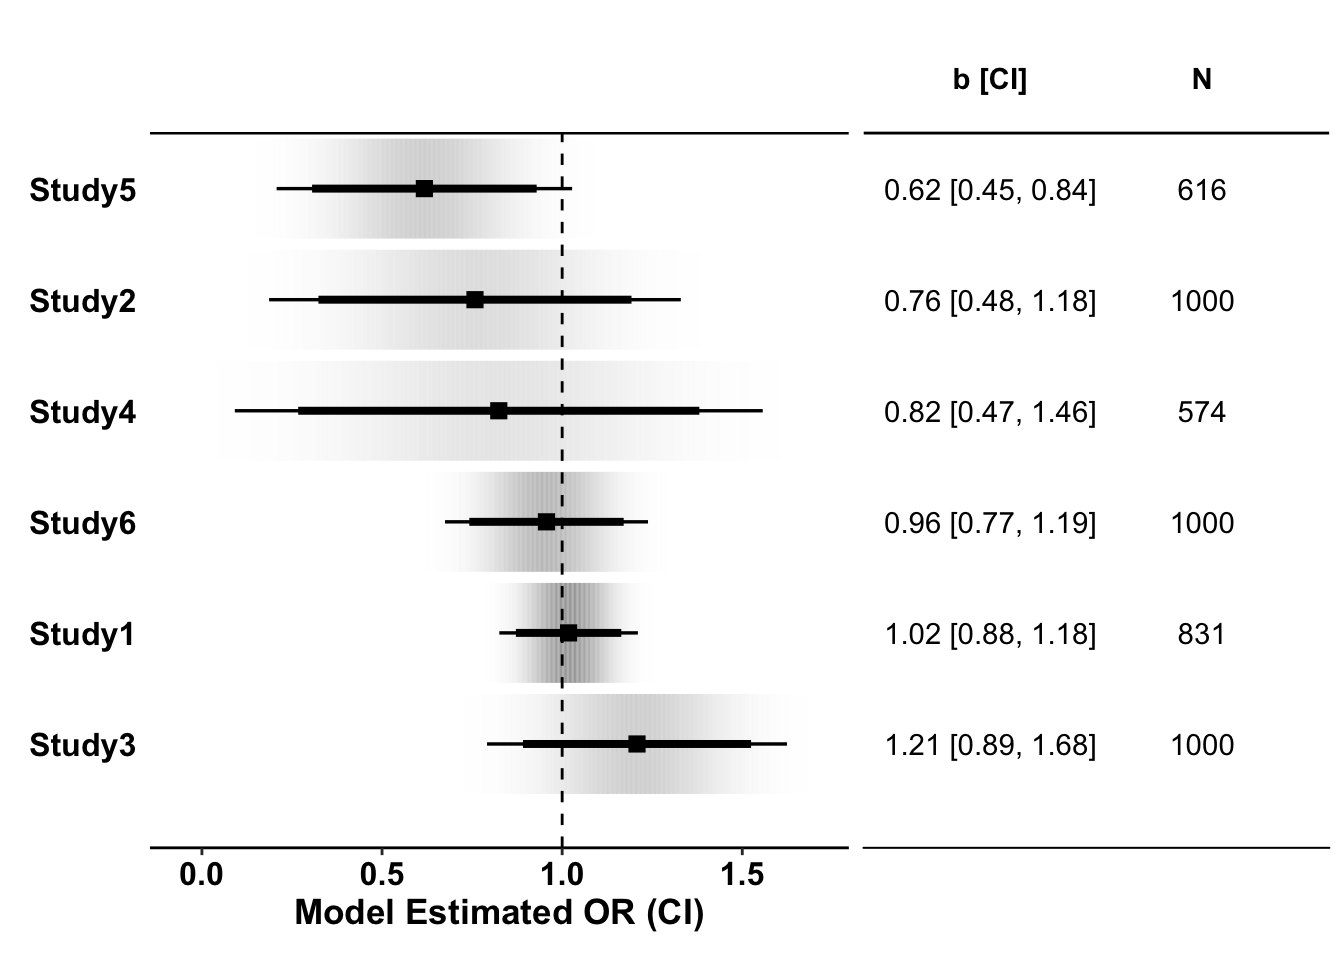 b [CI] N
Study5 0.62 [0.45, 0.84] 616
Study2 0.76 [0.48, 1.18] 1000
Study4 0.82 [0.47, 1.46] 574
Study6 0.96 [0.77, 1.19] 1000
Study1 1.02 [0.88, 1.18] 831
Study3 1.21 [0.89, 1.68] 1000
0.0 0.5 1.0 1.5
Model Estimated OR (CI)